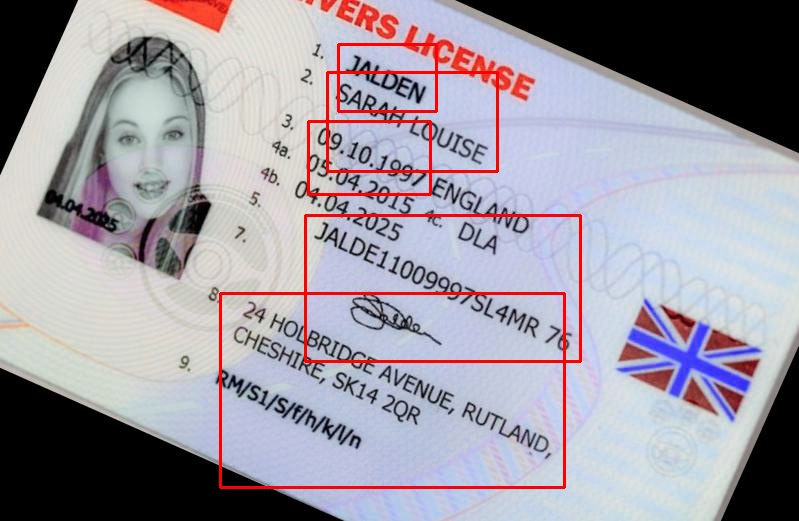 IVERS LICENSE
1. JALDEN
2. SARAH LOUISE
3. 09.10.1997 ENGLAND
4a. 05.04.2015 4c. DLA
4b. 04.04.2025
5. JALDE11009997SL4MR 76
7.
8. 24 HOLBRIDGE AVENUE, RUTLAND,
CHESHIRE, SK14 2QR
9. RM/S1/S/f/h/k/l/n
04.04.2025